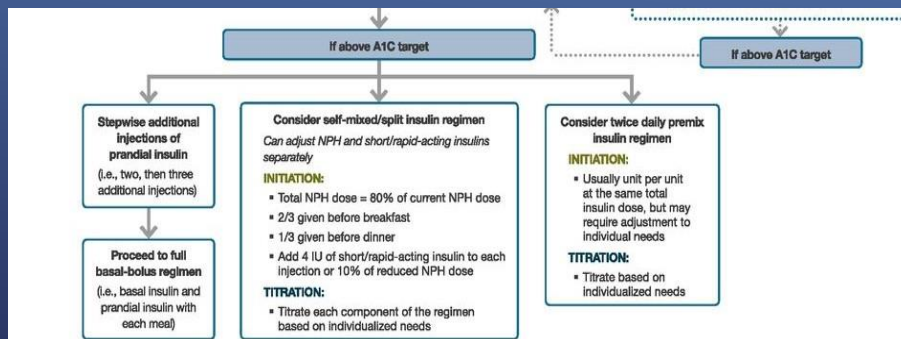 If above A1C target
If above A1C target
Stepwise additional
injections of
prandial insulin
(i.e., two, then three
additional injections)
Proceed to full
basal-bolus regimen
(i.e., basal insulin and
prandial insulin with
each meal)
Consider self-mixed/split insulin regimen
Can adjust NPH and short/rapid-acting insulins
separately
INITIATION:
▪ Total NPH dose = 80% of current NPH dose
▪ 2/3 given before breakfast
▪ 1/3 given before dinner
▪ Add 4 IU of short/rapid-acting insulin to each
injection or 10% of reduced NPH dose
TITRATION:
▪ Titrate each component of the regimen
based on individualized needs
Consider twice daily premix
insulin regimen
INITIATION:
▪ Usually unit per unit
at the same total
insulin dose, but may
require adjustment to
individual needs
TITRATION:
▪ Titrate based on
individualized needs